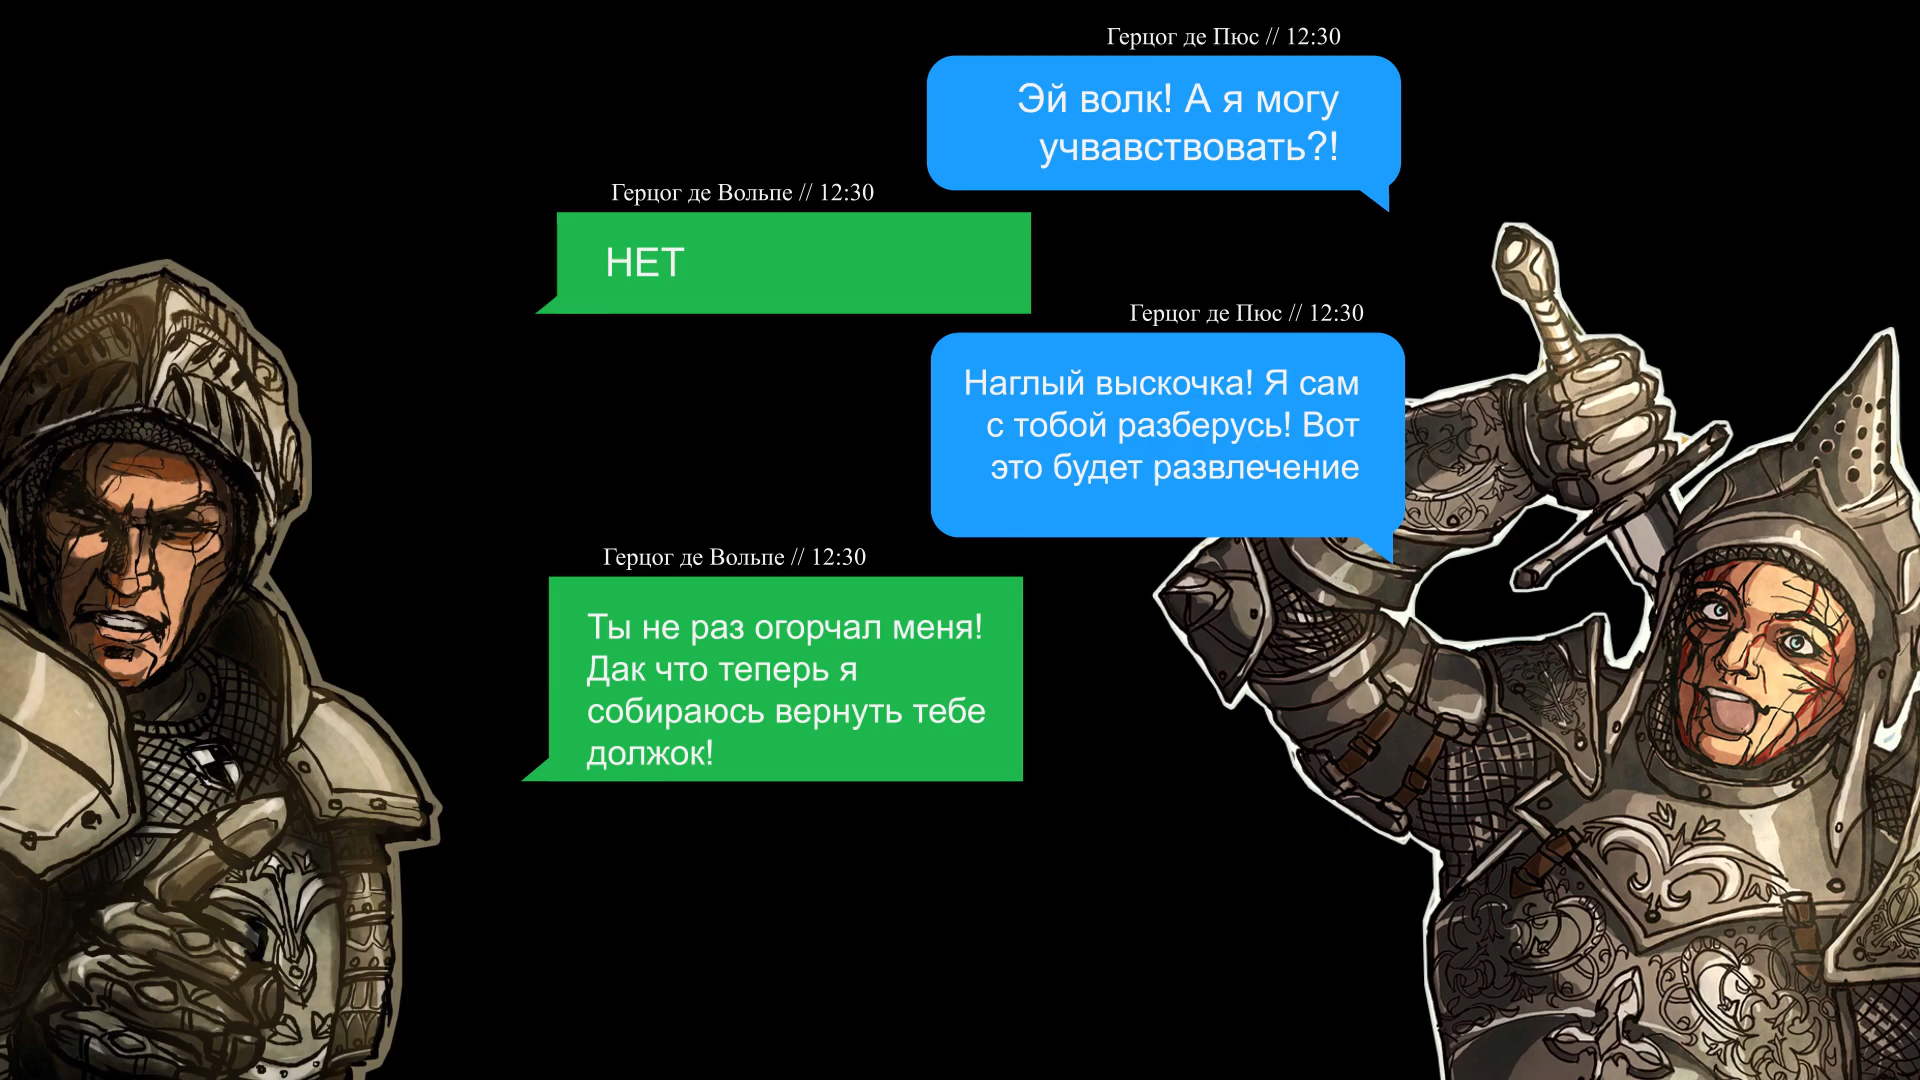 Герцог де Пюс // 12:30
Эй волк! А я могу
учвавствовать?!
Герцог де Вольпе // 12:30
НЕТ
Герцог де Пюс // 12:30
Наглый выскочка! Я сам
с тобой разберусь! Вот
это будет развлечение
Герцог де Вольпе // 12:30
Ты не раз огорчал меня!
Дак что теперь я
собираюсь вернуть тебе
должок!